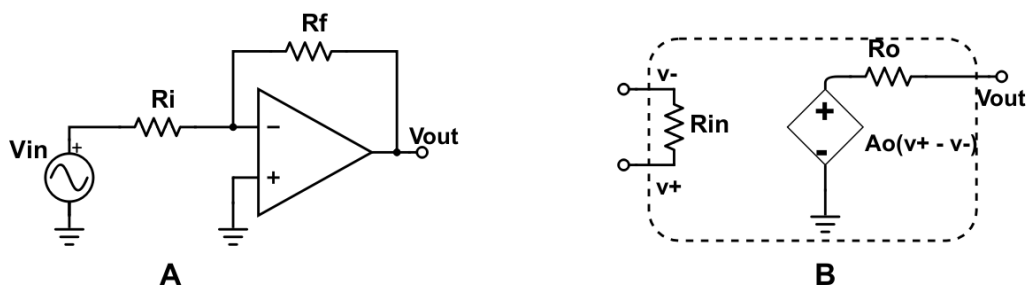 Rf
Ri
Vin
+
−
+
Vout
A
v-
Rin
v+
Ro
+
-
Ao(v+ - v-)
Vout
B